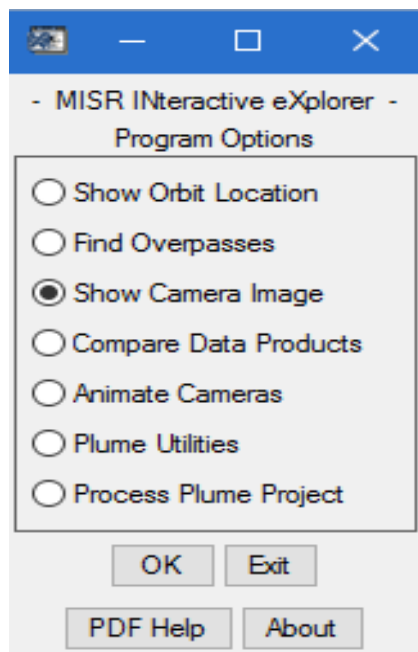 - MISR INteractive eXplorer -
Program Options
Show Orbit Location
Find Overpasses
Show Camera Image
Compare Data Products
Animate Cameras
Plume Utilities
Process Plume Project
OK Exit
PDF Help About